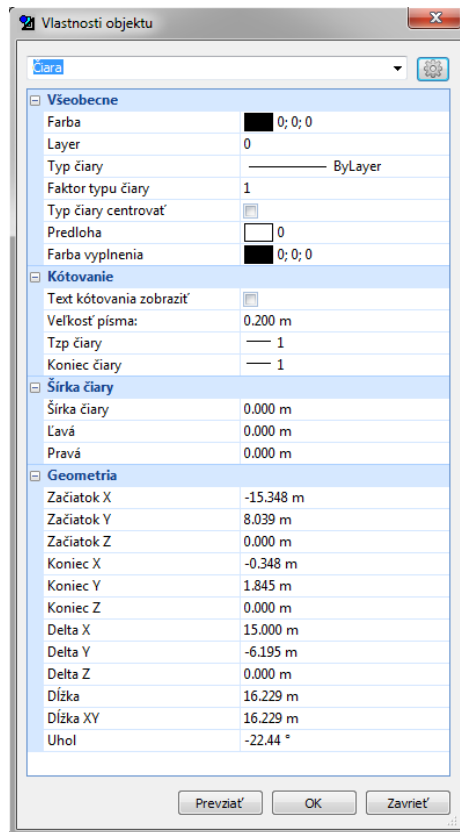 Vlastnosti objektu
Čiara
Všeobecne
Farba 0; 0; 0
Layer 0
Typ čiary ByLayer
Faktor typu čiary 1
Typ čiary centrovať
Predloha 0
Farba vyplnenia 0; 0; 0
Kótovanie
Text kótovania zobraziť
Veľkosť písma: 0.200 m
Tzp čiary 1
Koniec čiary 1
Šírka čiary
Šírka čiary 0.000 m
Ľavá 0.000 m
Pravá 0.000 m
Geometria
Začiatok X -15.348 m
Začiatok Y 8.039 m
Začiatok Z 0.000 m
Koniec X -0.348 m
Koniec Y 1.845 m
Koniec Z 0.000 m
Delta X 15.000 m
Delta Y -6.195 m
Delta Z 0.000 m
Dĺžka 16.229 m
Dĺžka XY 16.229 m
Uhol -22.44 °
Prevziať OK Zavrieť